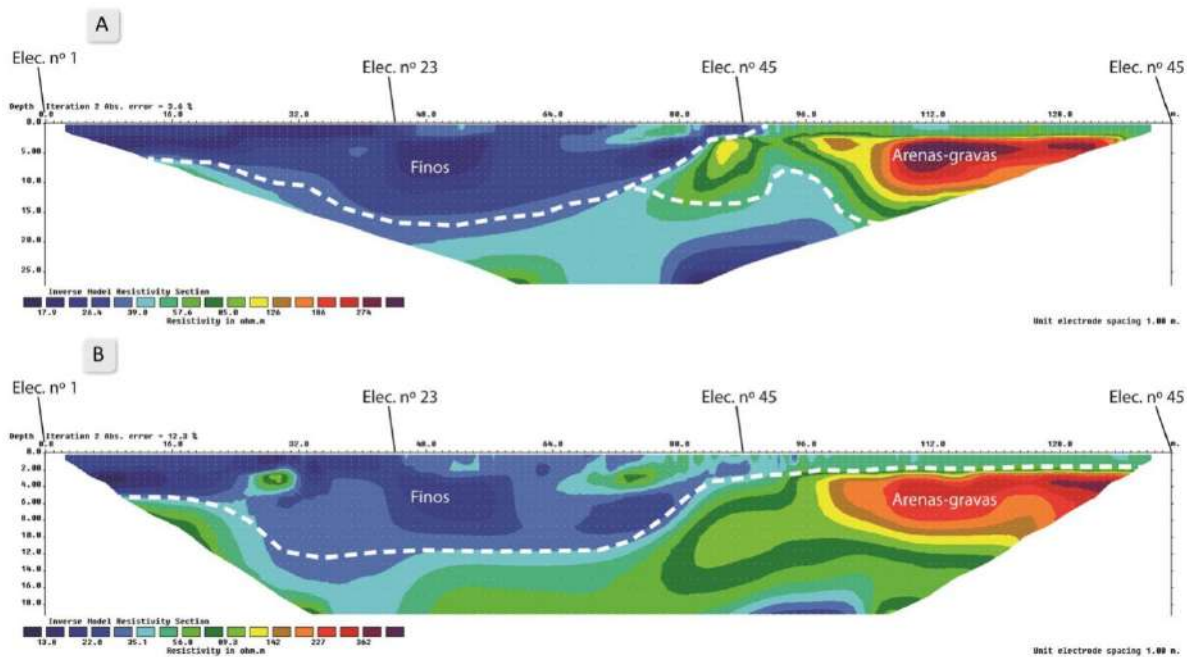 A
Elec. nº 1
Elec. nº 23
Elec. nº 45
Elec. nº 45
Depth Iteration 2 Abs. error = 3.6 %
0.0 16.0 32.0 48.0 64.0 80.0 96.0 112.0 128.0 m.
0.0
5.0
10.0
15.0
20.0
25.0
Finos
Arenas-gravas
Inverse Model Resistivity Section
17.9 26.4 39.0 57.6 85.0 126 186 274
Resistivity in ohm.m
Unit electrode spacing 1.00 m.
B
Elec. nº 1
Elec. nº 23
Elec. nº 45
Elec. nº 45
Depth Iteration 2 Abs. error = 12.3 %
0.0 16.0 32.0 48.0 64.0 80.0 96.0 112.0 128.0 m.
0.0
2.00
4.00
6.00
8.00
10.0
12.0
14.0
16.0
18.0
Finos
Arenas-gravas
Inverse Model Resistivity Section
13.8 22.0 35.1 56.0 89.3 142 227 362
Resistivity in ohm.m
Unit electrode spacing 1.00 m.